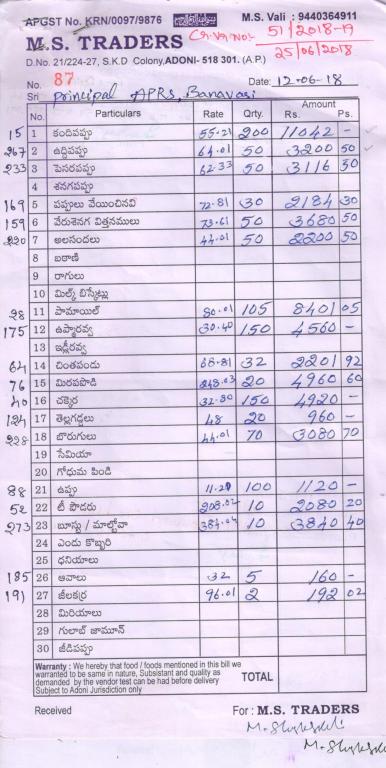 APGST No. KRN/0097/9876 M.S. Vali : 9440364911
M.S. TRADERS Cr.V.No: 51/2018-19
D.No. 21/224-27, S.K.D Colony, ADONI- 518 301. (A.P.) 25/06/2018
No. 87 Date: 12-06-18
Sri Principal APRS, Banavasi
No. Particulars Rate Qrty. Amount Rs. Ps.
15 1 కందిపప్పు 55-21 200 11042 -
267 2 ఉద్దిపప్పు 64.01 50 3200 50
233 3 పెసరపప్పు 62.33 50 3116 50
4 శనగపప్పు
169 5 పప్పులు వేయించినవి 72-81 30 2184 30
159 6 వేరుశెనగ విత్తనములు 73.61 50 3680 50
220 7 అలసందలు 44.01 50 2200 50
8 బఠాణి
9 రాగులు
10 మిల్క్ బిస్కెట్లు
28 11 పామాయిల్ 80.01 105 8401 05
175 12 ఉప్మారవ్వ 30.40 150 4560 -
13 ఇడ్లీరవ్వ
64 14 చింతపండు 68.81 32 2201 92
76 15 మిరపపొడి 248.03 20 4960 60
40 16 చక్కెర 32-80 150 4920 -
124 17 తెల్లగడ్డలు 48 20 960 -
228 18 బొరుగులు 44.01 70 3080 70
19 సేమియా
20 గోధుమ పిండి
88 21 ఉప్పు 11.20 100 1120 -
52 22 టీ పౌడరు 208.02 10 2080 20
273 23 బూస్టు / మాల్టోవా 384.04 10 3840 40
24 ఎండు కొబ్బరి
25 ధనియాలు
185 26 ఆవాలు 32 5 160 -
191 27 జీలకర్ర 96.01 2 192 02
28 మిరియాలు
29 గులాబ్ జామూన్
30 జీడిపప్పు
Warranty : We hereby that food / foods mentioned in this bill we
warranted to be same in nature, Subsistant and quality as
demanded by the vendor test can be had before delivery TOTAL
Subject to Adoni Jurisdiction only
Received For : M.S. TRADERS